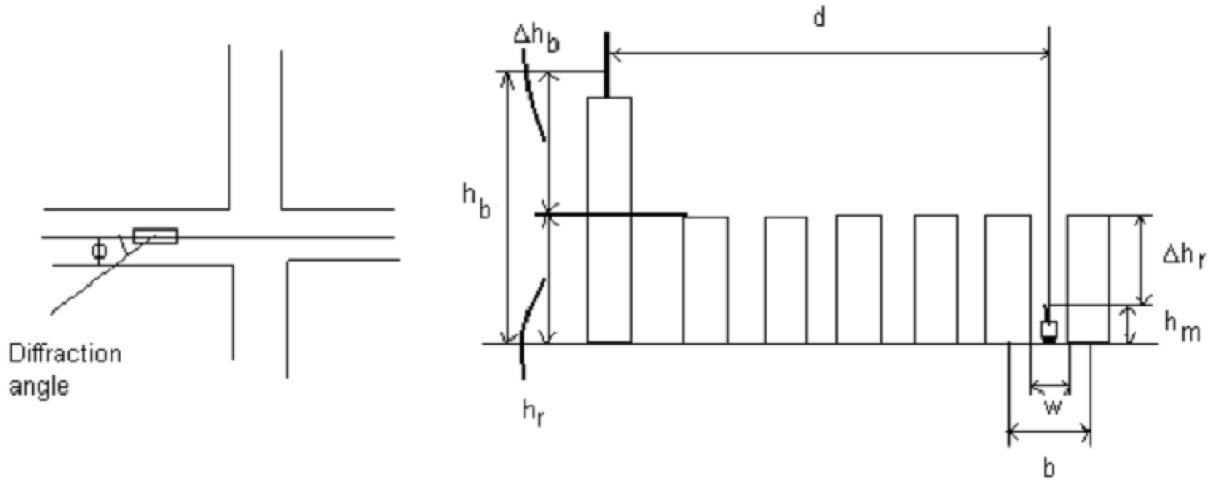 Diffraction
angle
Δh_b
d
h_b
h_r
Δh_r
h_m
w
b